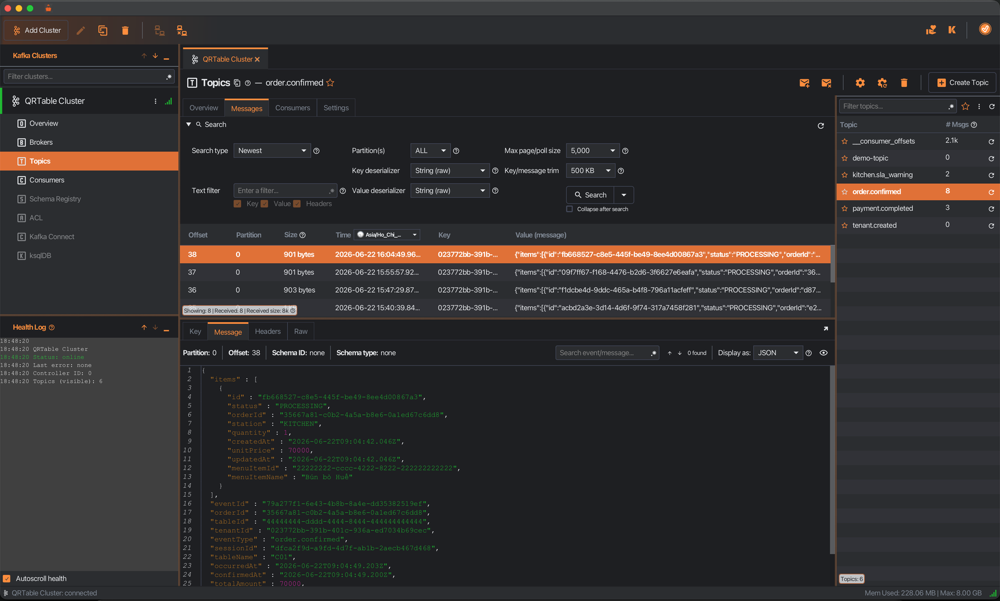 Add Cluster
Kafka Clusters
Filter clusters...
QRTable Cluster
Overview
Brokers
Topics
Consumers
Schema Registry
ACL
Kafka Connect
ksqlDB
Health Log
18:48:20
18:48:20 QRTable Cluster
18:48:20 Status: online
18:48:20 Last error: none
18:48:20 Controller ID: 0
18:48:20 Topics (visible): 6
Autoscroll health
QRTable Cluster: connected
QRTable Cluster
Topics — order.confirmed
Create Topic
Overview Messages Consumers Settings
Search
Search type Newest Partition(s) ALL Max page/poll size 5,000
Key deserializer String (raw) Key/message trim 500 KB
Text filter Enter a filter... Value deserializer String (raw) Search
Key Value Headers Collapse after search
Offset Partition Size Time Asia/Ho_Chi_... Key Value (message)
38 0 901 bytes 2026-06-22 16:04:49.96... 023772bb-391b-... {"items":[{"id":"fb668527-c8e5-445f-be49-8ee4d00867a3","status":"PROCESSING","orderId":"...
37 0 901 bytes 2026-06-22 15:55:57.92... 023772bb-391b-... {"items":[{"id":"09f7ff67-f168-4476-b2d6-3f6627e6eafa","status":"PROCESSING","orderId":"36...
36 0 903 bytes 2026-06-22 15:47:29.87... 023772bb-391b-... {"items":[{"id":"f1dcbe4d-9ddc-465a-b4f8-796a11acfeff","status":"PROCESSING","orderId":"d87...
2026-06-22 15:40:39.84... 023772bb-391b-... {"items":[{"id":"acbd2a3e-3d14-4d6f-9f74-317a7458f281","status":"PROCESSING","orderId":"e2...
Showing: 8 | Received: 8 | Received size: 8k
Key Message Headers Raw
Partition: 0 Offset: 38 Schema ID: none Schema type: none Search event/message... 0 found Display as: JSON
1 {
2 "items" : [
3 {
4 "id" : "fb668527-c8e5-445f-be49-8ee4d00867a3",
5 "status" : "PROCESSING",
6 "orderId" : "35667a81-c0b2-4a5a-b8e6-0a1ed67c6dd8",
7 "station" : "KITCHEN",
8 "quantity" : 1,
9 "createdAt" : "2026-06-22T09:04:42.046Z",
10 "unitPrice" : 70000,
11 "updatedAt" : "2026-06-22T09:04:42.046Z",
12 "menuItemId" : "22222222-cccc-4222-8222-222222222222",
13 "menuItemName" : "Bún bò Huế"
14 }
15 ],
16 "eventId" : "79a277f1-6e43-4b8b-8a4e-dd35382519ef",
17 "orderId" : "35667a81-c0b2-4a5a-b8e6-0a1ed67c6dd8",
18 "tableId" : "44444444-dddd-4444-8444-444444444444",
19 "tenantId" : "023772bb-391b-401c-936a-ed7034b69cec",
20 "eventType" : "order.confirmed",
21 "sessionId" : "dfca2f9d-a9fd-4d7f-ab1b-2aecb467d468",
22 "tableName" : "C01",
23 "occurredAt" : "2026-06-22T09:04:49.203Z",
24 "confirmedAt" : "2026-06-22T09:04:49.200Z",
25 "totalAmount" : 70000,
Filter topics...
Topic # Msgs
__consumer_offsets 2.1k
demo-topic 0
kitchen.sla_warning 2
order.confirmed 8
payment.completed 3
tenant.created 0
Topics: 6
Mem Used: 228.06 MB | Max: 8.00 GB